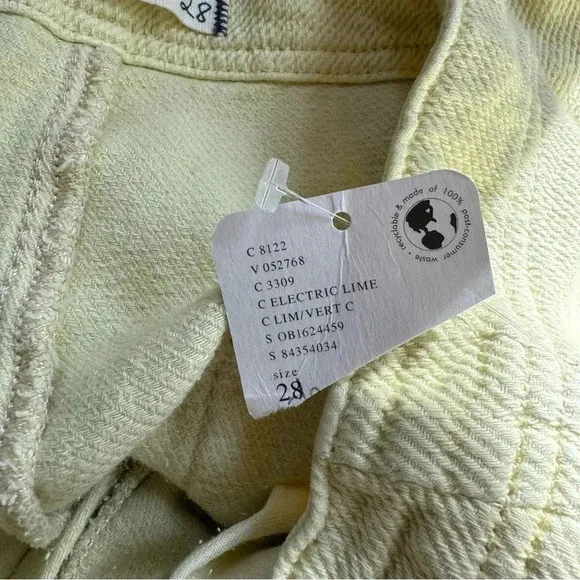 28
recyclable & made of 100% post-consumer waste •
C 8122
V 052768
C 3309
C ELECTRIC LIME
C LIM/VERT C
S OB1624459
S 84354034
size
28